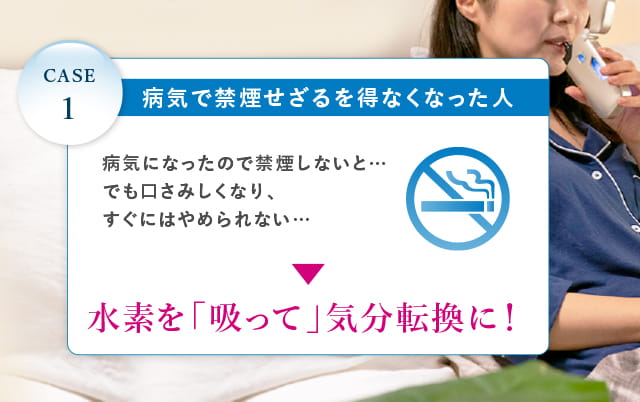 CASE
1
病気で禁煙せざるを得なくなった人
病気になったので禁煙しないと…
でも口さみしくなり、
すぐにはやめられない…
水素を「吸って」気分転換に！